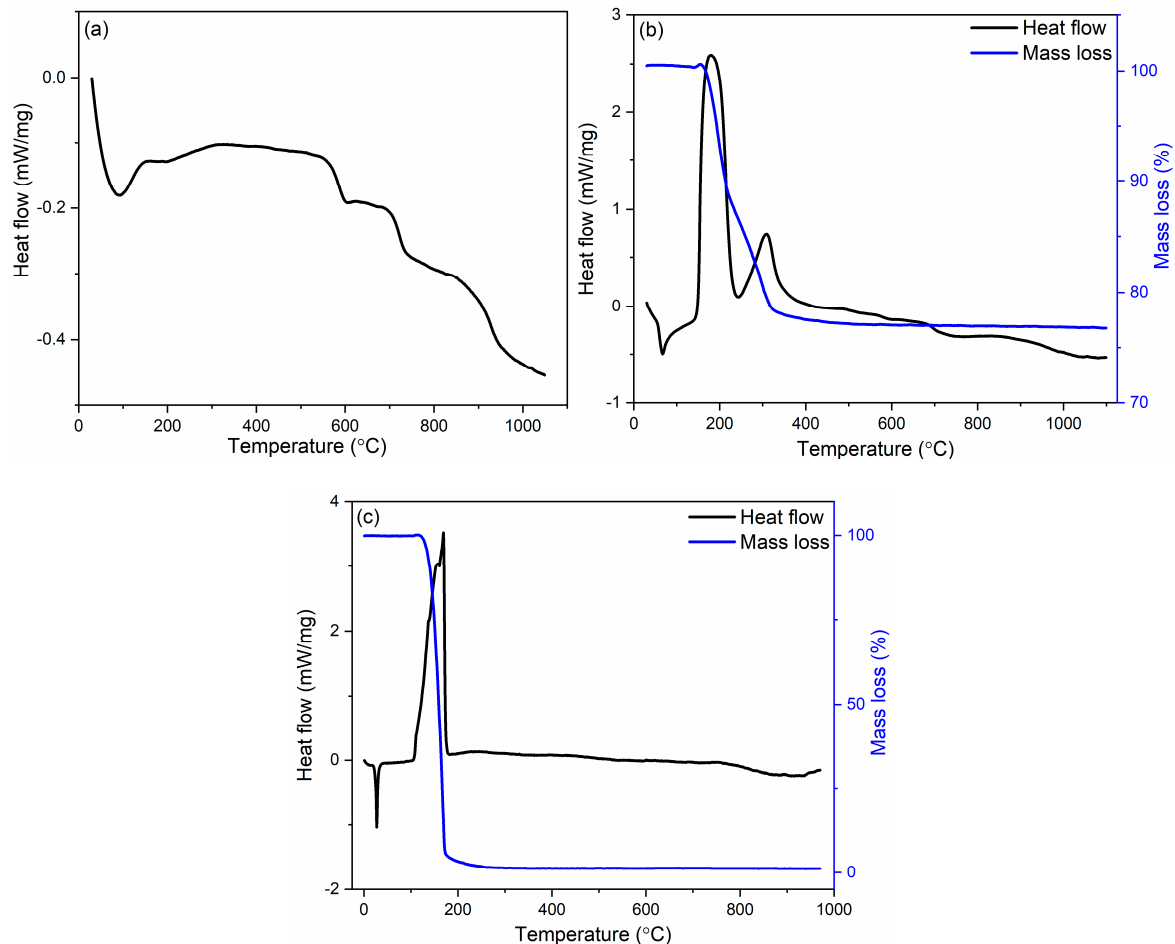 (a)
0.0
-0.2
-0.4
Heat flow (mW/mg)
0 200 400 600 800 1000
Temperature (°C)
(b)
Heat flow
Mass loss
3
2
1
0
-1
Heat flow (mW/mg)
100
90
80
70
Mass loss (%)
0 200 400 600 800 1000
Temperature (°C)
(c)
Heat flow
Mass loss
4
2
0
-2
Heat flow (mW/mg)
100
50
0
Mass loss (%)
0 200 400 600 800 1000
Temperature (°C)